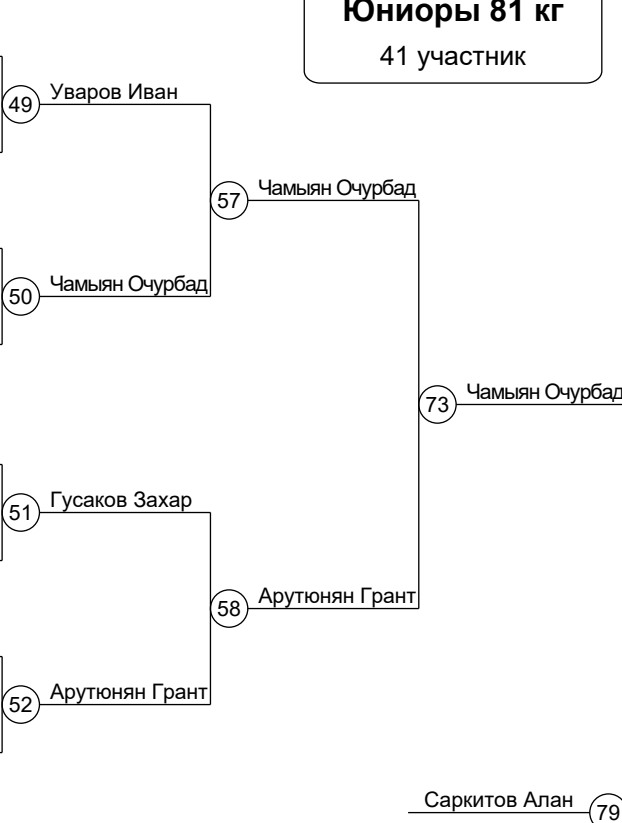 Юниоры 81 кг
41 участник
49 Уваров Иван
57 Чамыян Очурбад
50 Чамыян Очурбад
73 Чамыян Очурбад
51 Гусаков Захар
58 Арутюнян Грант
52 Арутюнян Грант
Саркитов Алан 79